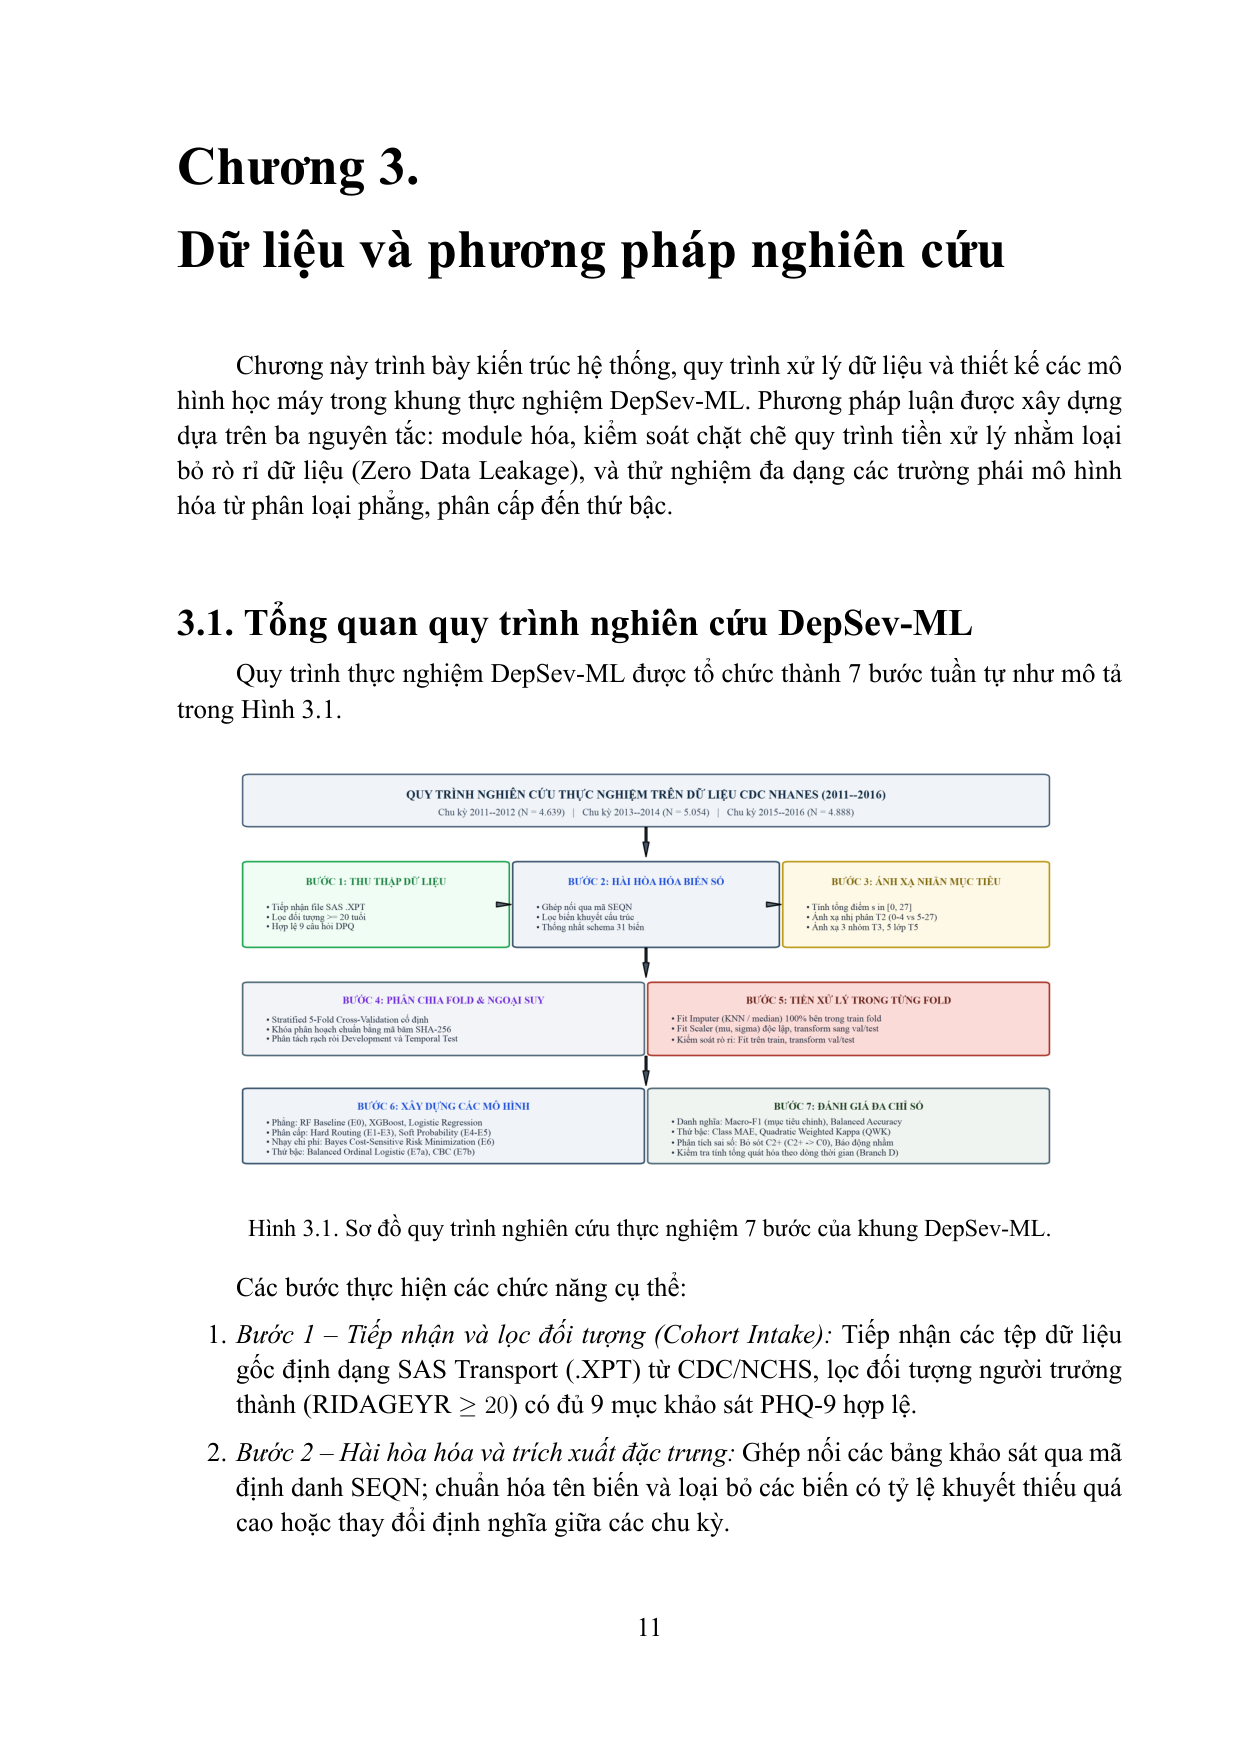 Chương 3.
Dữ liệu và phương pháp nghiên cứu
Chương này trình bày kiến trúc hệ thống, quy trình xử lý dữ liệu và thiết kế các mô
hình học máy trong khung thực nghiệm DepSev-ML. Phương pháp luận được xây dựng
dựa trên ba nguyên tắc: module hóa, kiểm soát chặt chẽ quy trình tiền xử lý nhằm loại
bỏ rò rỉ dữ liệu (Zero Data Leakage), và thử nghiệm đa dạng các trường phái mô hình
hóa từ phân loại phẳng, phân cấp đến thứ bậc.
3.1. Tổng quan quy trình nghiên cứu DepSev-ML
Quy trình thực nghiệm DepSev-ML được tổ chức thành 7 bước tuần tự như mô tả
trong Hình 3.1.
QUY TRÌNH NGHIÊN CỨU THỰC NGHIỆM TRÊN DỮ LIỆU CDC NHANES (2011--2016)
Chu kỳ 2011--2012 (N = 4.639) | Chu kỳ 2013--2014 (N = 5.054) | Chu kỳ 2015--2016 (N = 4.888)
BƯỚC 1: THU THẬP DỮ LIỆU
• Tiếp nhận file SAS .XPT
• Lọc đối tượng >= 20 tuổi
• Hợp lệ 9 câu hỏi DPQ
BƯỚC 2: HÀI HÒA HÓA BIẾN SỐ
• Ghép nối qua mã SEQN
• Lọc biến khuyết cấu trúc
• Thống nhất schema 31 biến
BƯỚC 3: ÁNH XẠ NHÃN MỤC TIÊU
• Tính tổng điểm s in [0, 27]
• Ánh xạ nhị phân T2 (0-4 vs 5-27)
• Ánh xạ 3 nhóm T3, 5 lớp T5
BƯỚC 4: PHÂN CHIA FOLD & NGOẠI SUY
• Stratified 5-Fold Cross-Validation cố định
• Khóa phân hoạch chuẩn bằng mã băm SHA-256
• Phân tách rạch ròi Development và Temporal Test
BƯỚC 5: TIỀN XỬ LÝ TRONG TỪNG FOLD
• Fit Imputer (KNN / median) 100% bên trong train fold
• Fit Scaler (mu, sigma) độc lập, transform sang val/test
• Kiểm soát rò rỉ: Fit trên train, transform val/test
BƯỚC 6: XÂY DỰNG CÁC MÔ HÌNH
• Phẳng: RF Baseline (E0), XGBoost, Logistic Regression
• Phân cấp: Hard Routing (E1-E3), Soft Probability (E4-E5)
• Nhạy chi phí: Bayes Cost-Sensitive Risk Minimization (E6)
• Thứ bậc: Balanced Ordinal Logistic (E7a), CBC (E7b)
BƯỚC 7: ĐÁNH GIÁ ĐA CHỈ SỐ
• Danh nghĩa: Macro-F1 (mục tiêu chính), Balanced Accuracy
• Thứ bậc: Class MAE, Quadratic Weighted Kappa (QWK)
• Phân tích sai số: Bỏ sót C2+ (C2+ -> C0), Báo động nhầm
• Kiểm tra tính tổng quát hóa theo dòng thời gian (Branch D)
Hình 3.1. Sơ đồ quy trình nghiên cứu thực nghiệm 7 bước của khung DepSev-ML.
Các bước thực hiện các chức năng cụ thể:
1. Bước 1 – Tiếp nhận và lọc đối tượng (Cohort Intake): Tiếp nhận các tệp dữ liệu
gốc định dạng SAS Transport (.XPT) từ CDC/NCHS, lọc đối tượng người trưởng
thành (RIDAGEYR ≥ 20) có đủ 9 mục khảo sát PHQ-9 hợp lệ.
2. Bước 2 – Hài hòa hóa và trích xuất đặc trưng: Ghép nối các bảng khảo sát qua mã
định danh SEQN; chuẩn hóa tên biến và loại bỏ các biến có tỷ lệ khuyết thiếu quá
cao hoặc thay đổi định nghĩa giữa các chu kỳ.
11